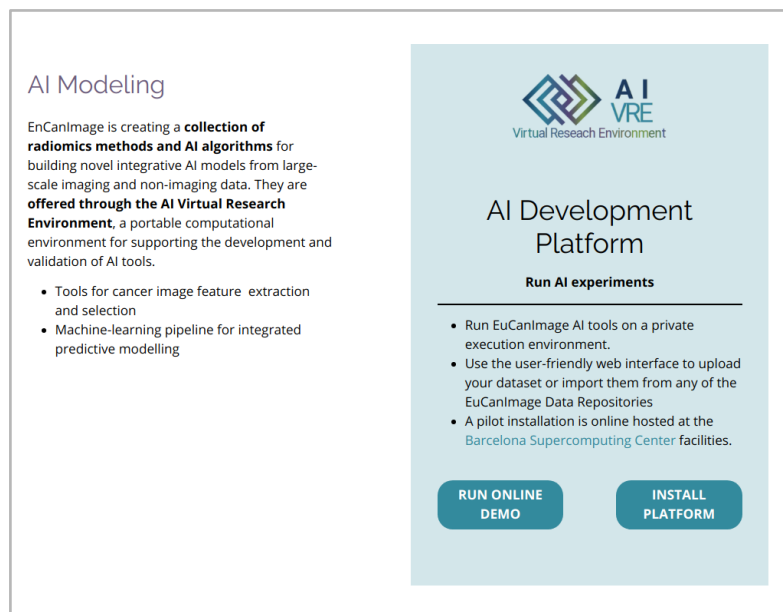 AI Modeling
EnCanImage is creating a collection of
radiomics methods and AI algorithms for
building novel integrative AI models from large-
scale imaging and non-imaging data. They are
offered through the AI Virtual Research
Environment, a portable computational
environment for supporting the development and
validation of AI tools.
• Tools for cancer image feature extraction
and selection
• Machine-learning pipeline for integrated
predictive modelling
AI
VRE
Virtual Reseach Environment
AI Development
Platform
Run AI experiments
• Run EuCanImage AI tools on a private
execution environment.
• Use the user-friendly web interface to upload
your dataset or import them from any of the
EuCanImage Data Repositories
• A pilot installation is online hosted at the
Barcelona Supercomputing Center facilities.
RUN ONLINE
DEMO
INSTALL
PLATFORM